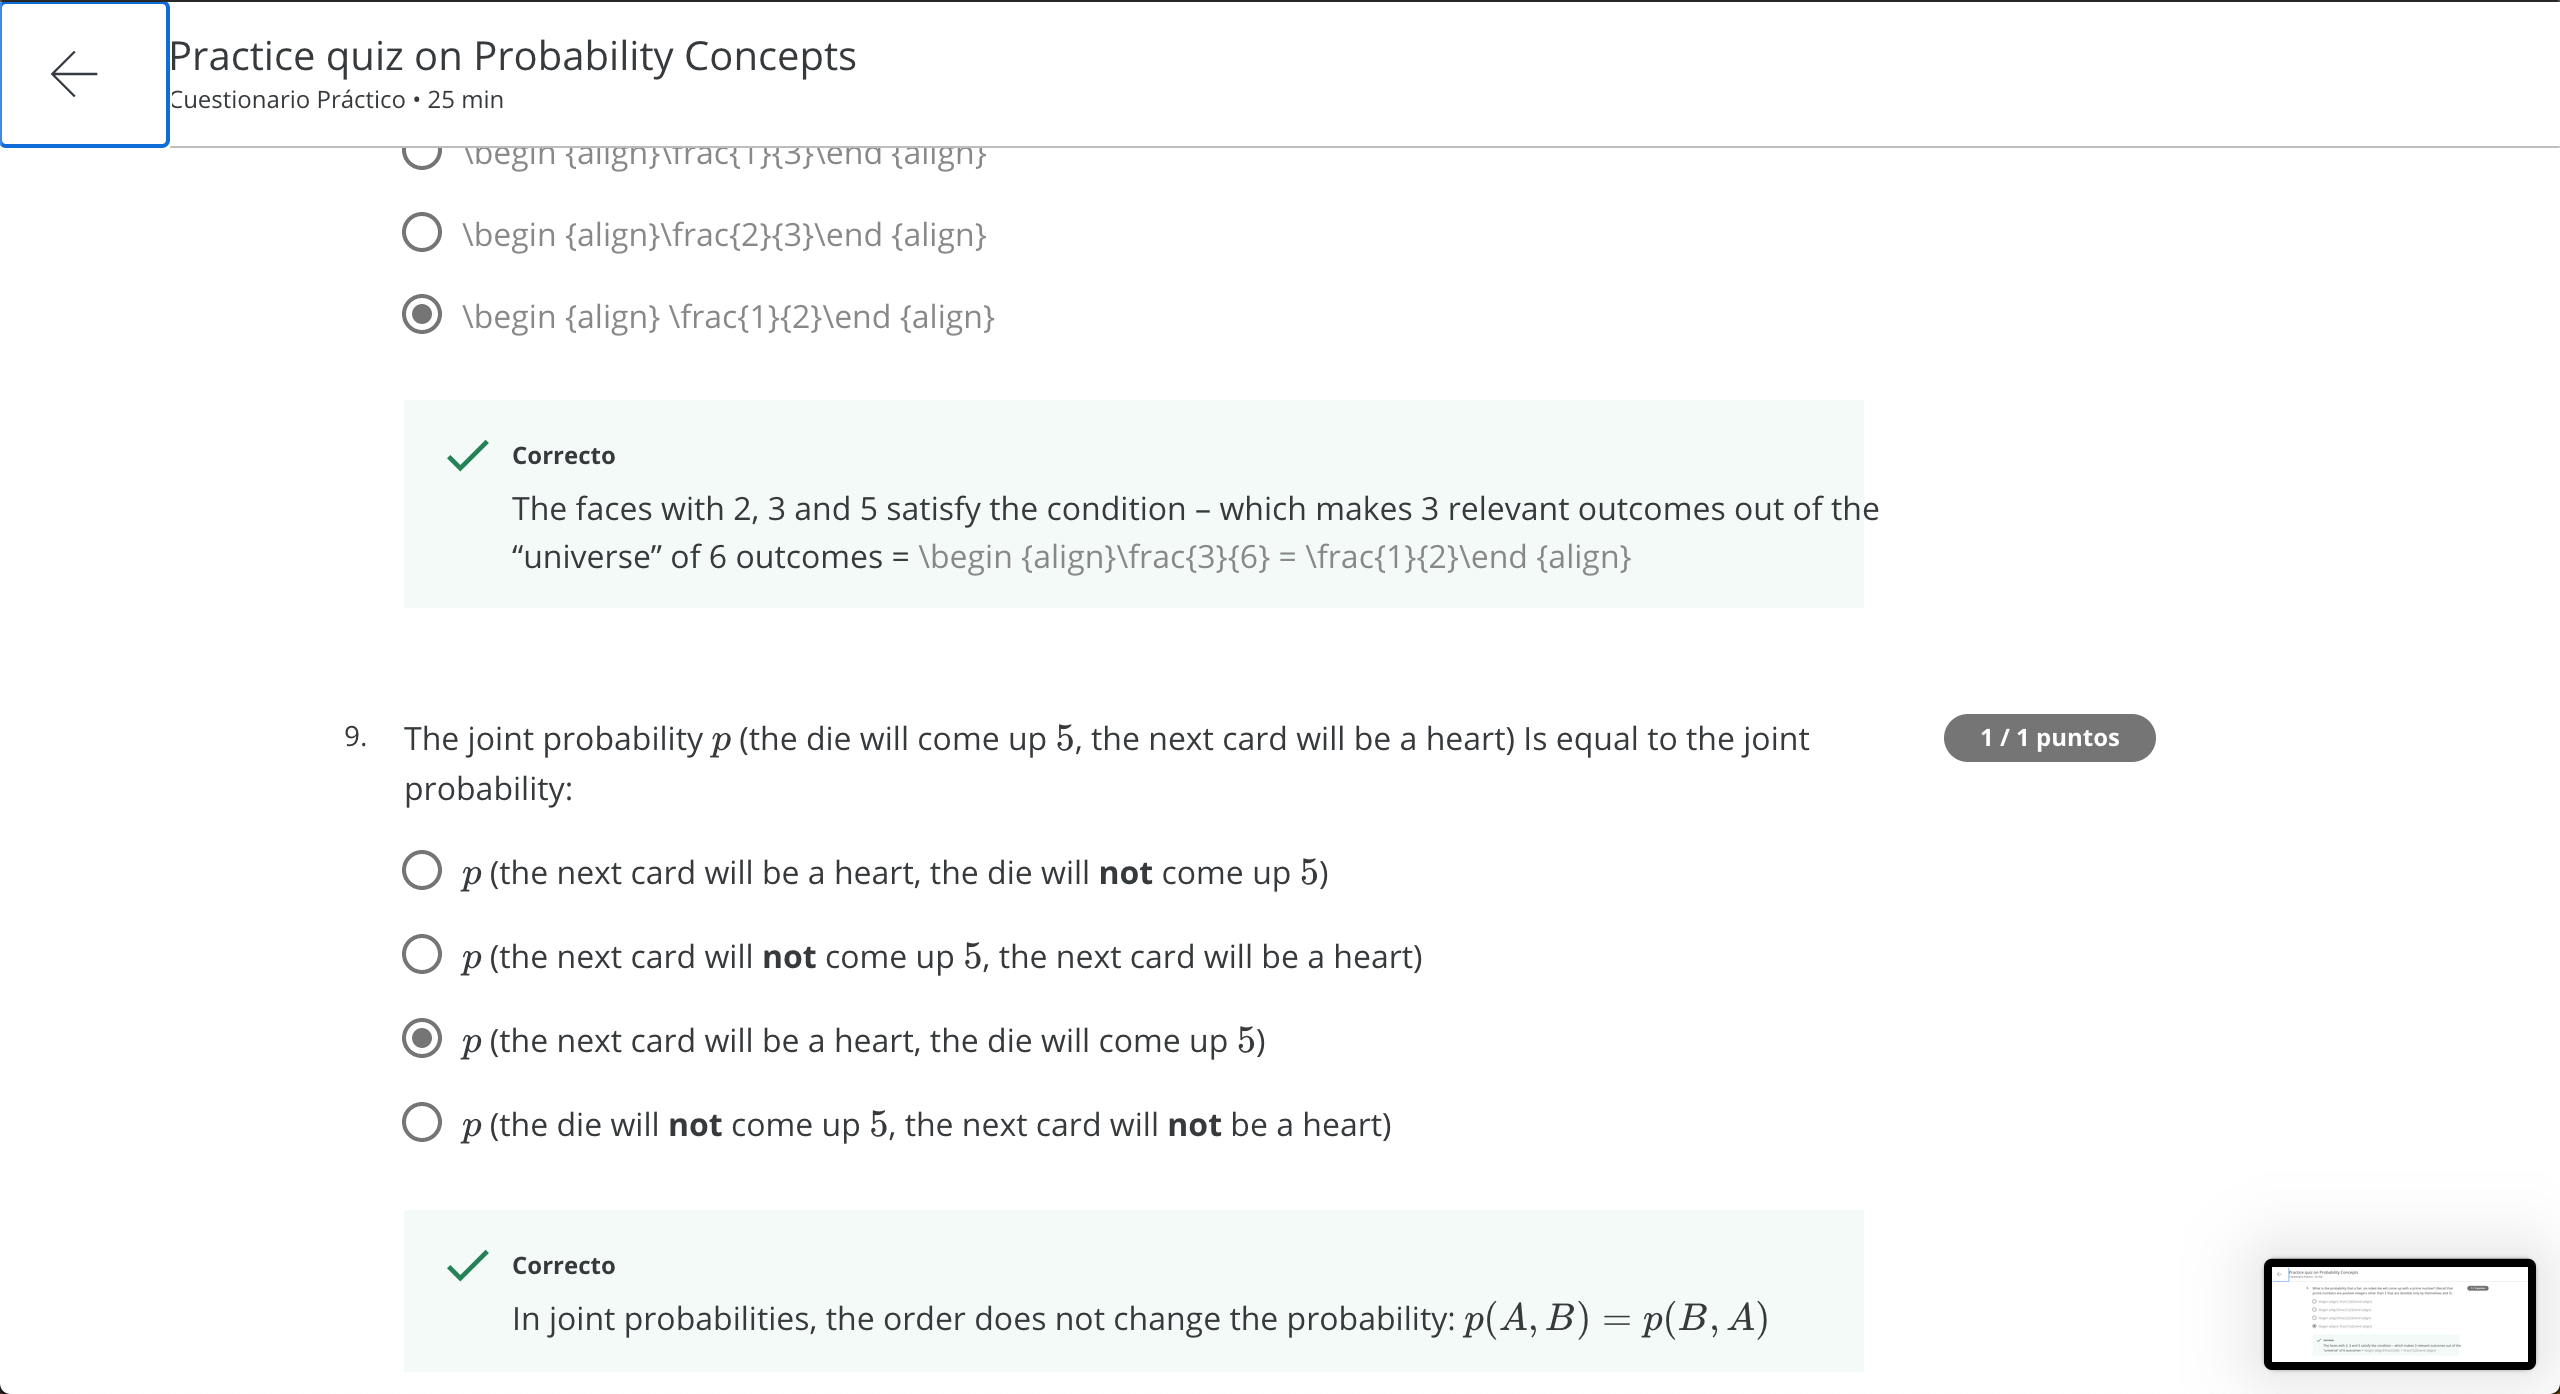 Practice quiz on Probability Concepts
Cuestionario Práctico • 25 min
\begin {align}\frac{1}{3}\end {align}
\begin {align}\frac{2}{3}\end {align}
\begin {align} \frac{1}{2}\end {align}
Correcto
The faces with 2, 3 and 5 satisfy the condition – which makes 3 relevant outcomes out of the
“universe” of 6 outcomes = \begin {align}\frac{3}{6} = \frac{1}{2}\end {align}
9. The joint probability p (the die will come up 5, the next card will be a heart) Is equal to the joint
probability:
1 / 1 puntos
p (the next card will be a heart, the die will not come up 5)
p (the next card will not come up 5, the next card will be a heart)
p (the next card will be a heart, the die will come up 5)
p (the die will not come up 5, the next card will not be a heart)
Correcto
In joint probabilities, the order does not change the probability: p(A, B) = p(B, A)